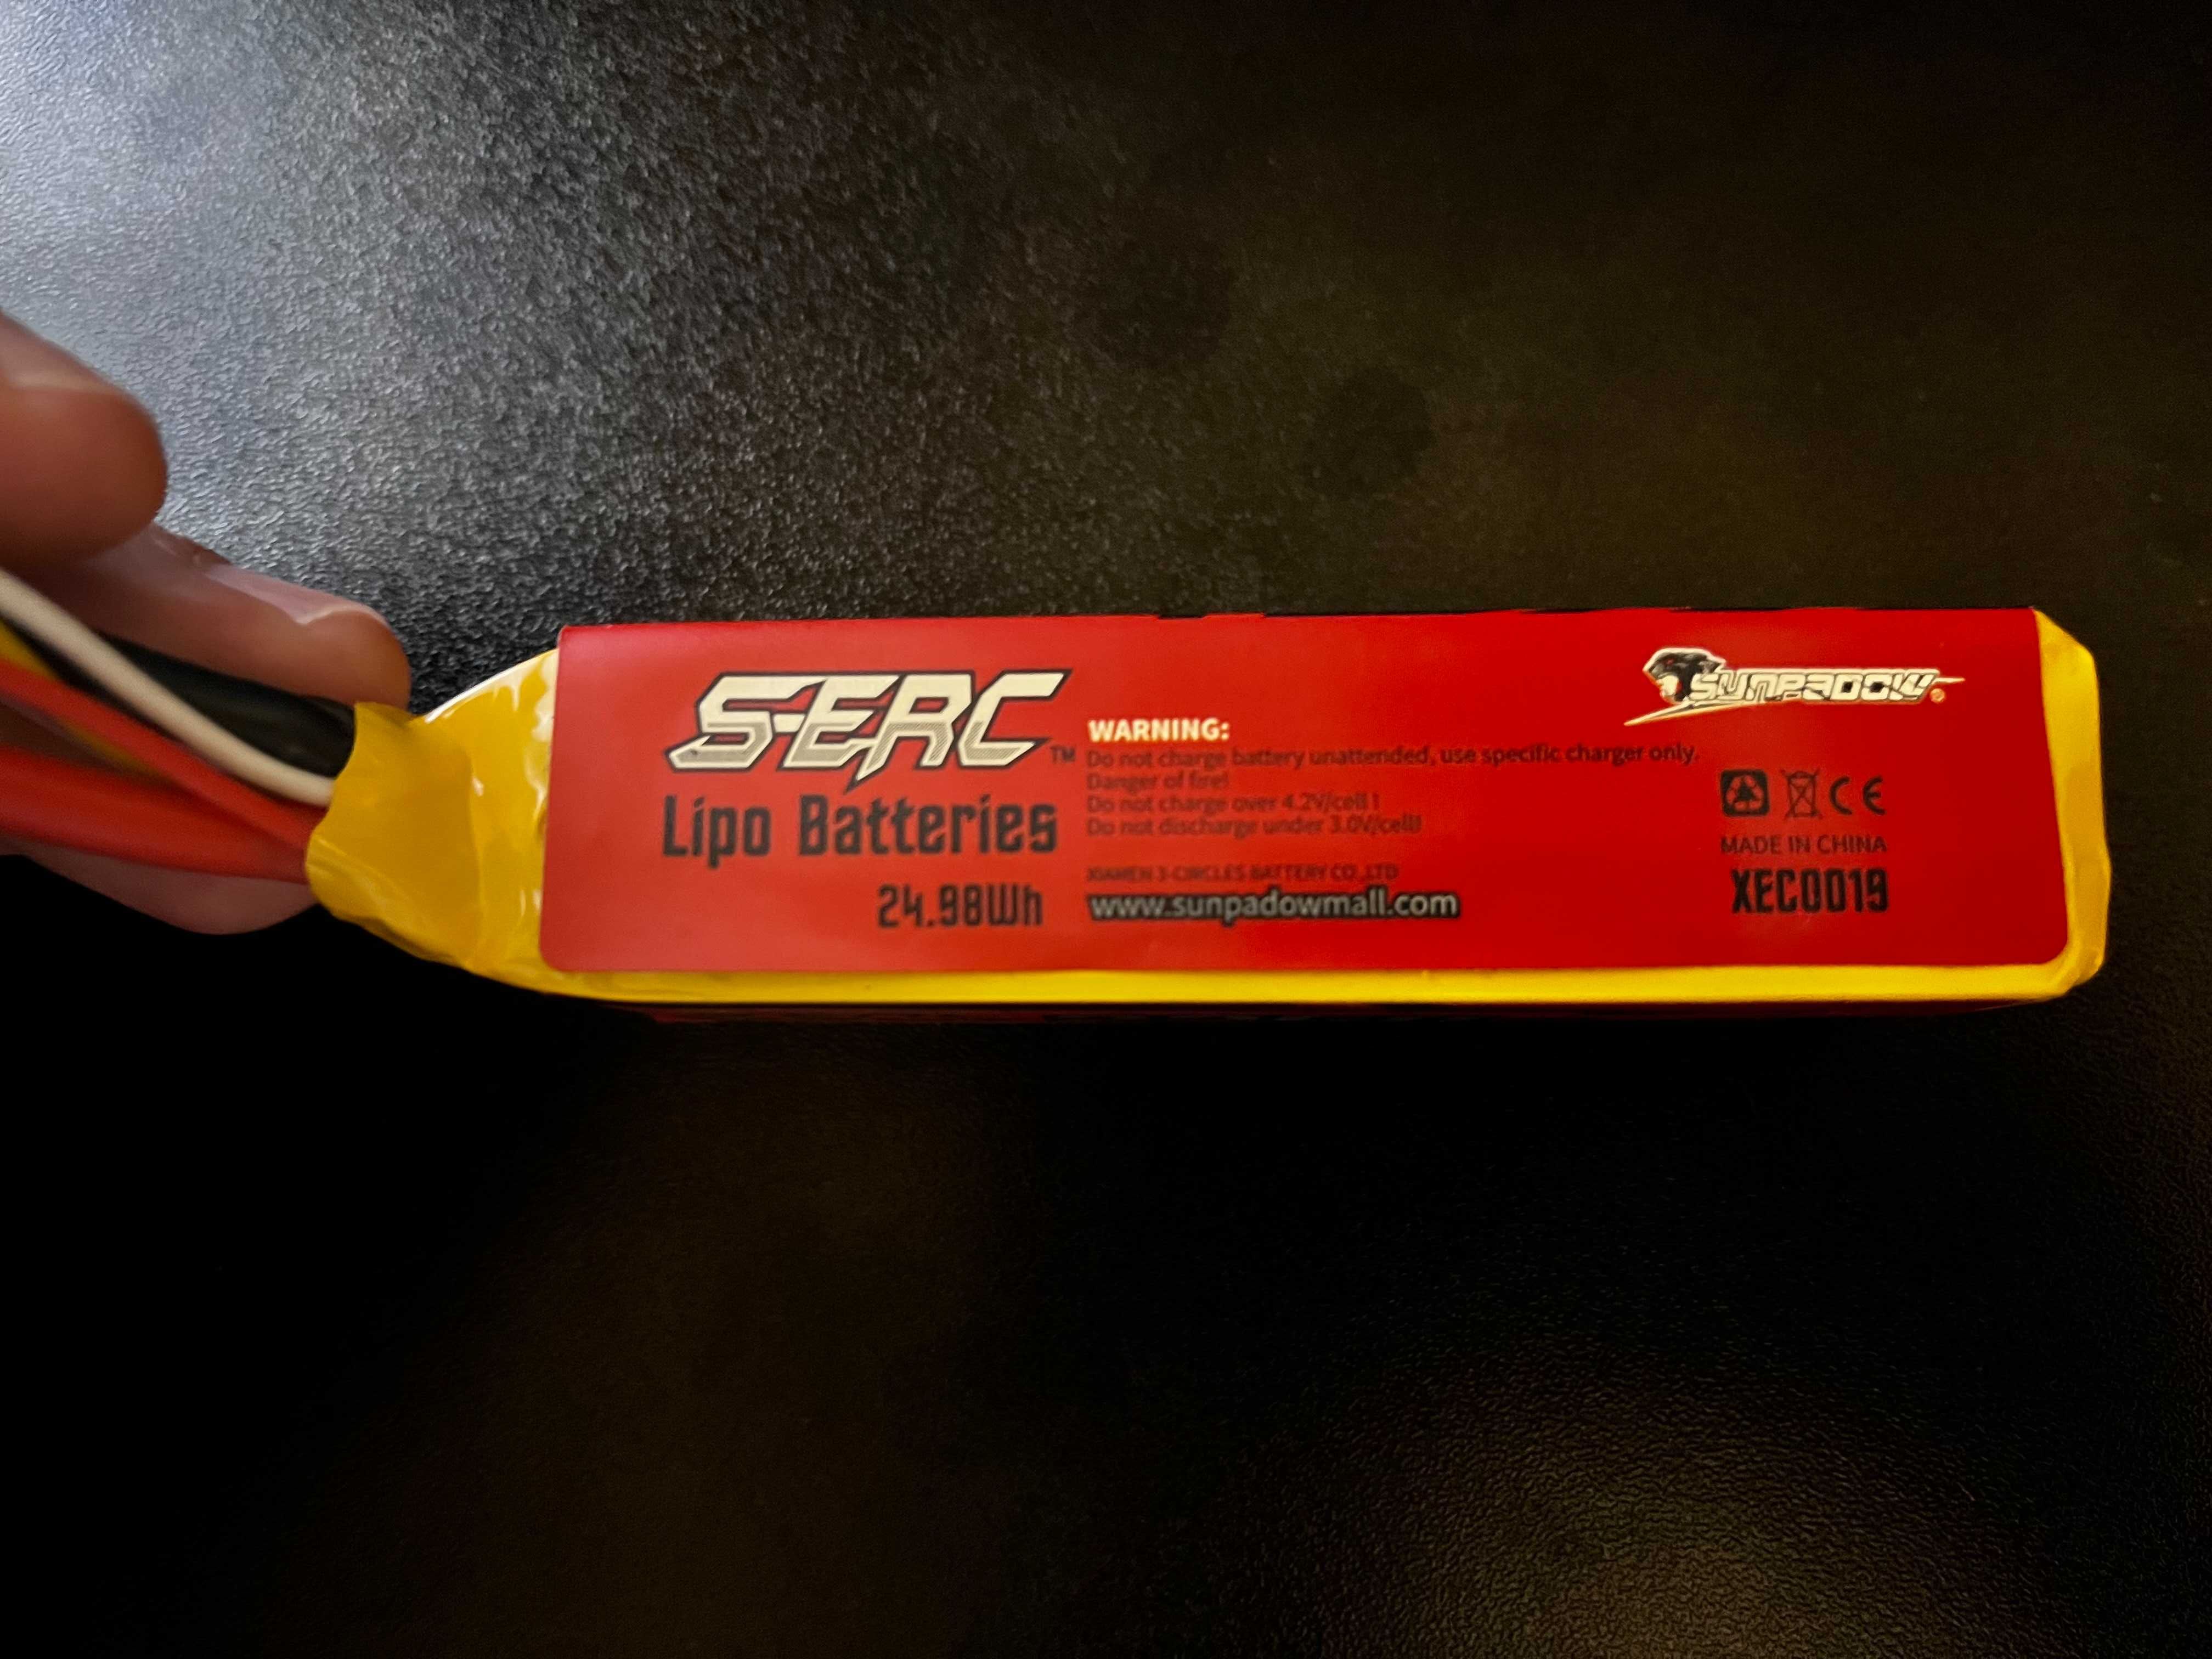 S-ERC™
Lipo Batteries
24.98Wh
WARNING:
Do not charge battery unattended, use specific charger only.
Danger of fire!
Do not charge over 4.2V/cell !
Do not discharge under 3.0V/cell!
XIAMEN 3-CIRCLES BATTERY CO.,LTD
www.sunpadowmall.com
SUNPADOW®
CE
MADE IN CHINA
XEC0019